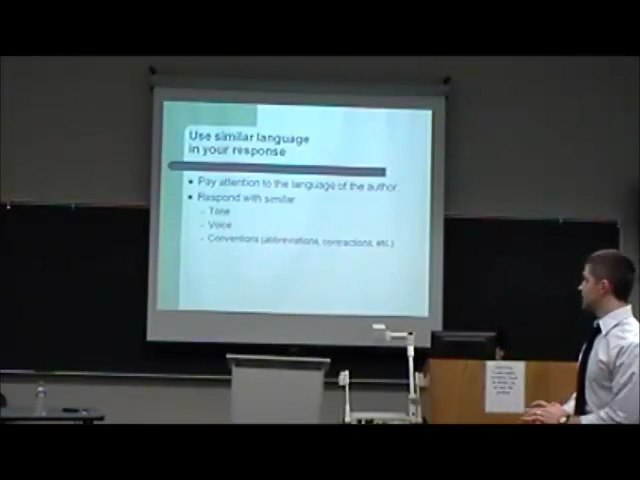 Use similar language
in your response
Pay attention to the language of the author.
Respond with similar
– Tone
– Voice
– Conventions (abbreviations, contractions, etc.)